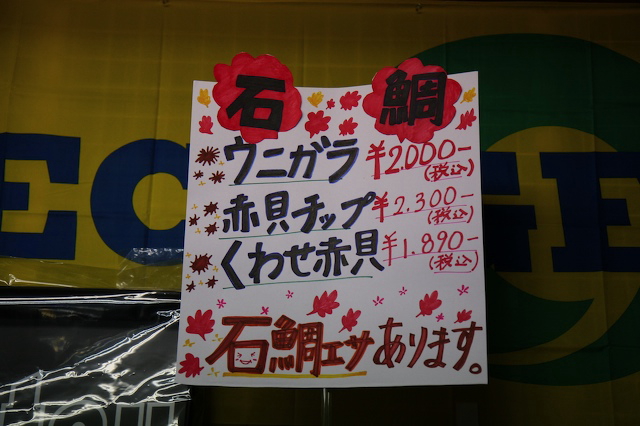 石鯛
ウニガラ ¥2.000-(税込)
赤貝チップ ¥2.300-(税込)
くわせ赤貝 ¥1.890-(税込)
石鯛エサあります。